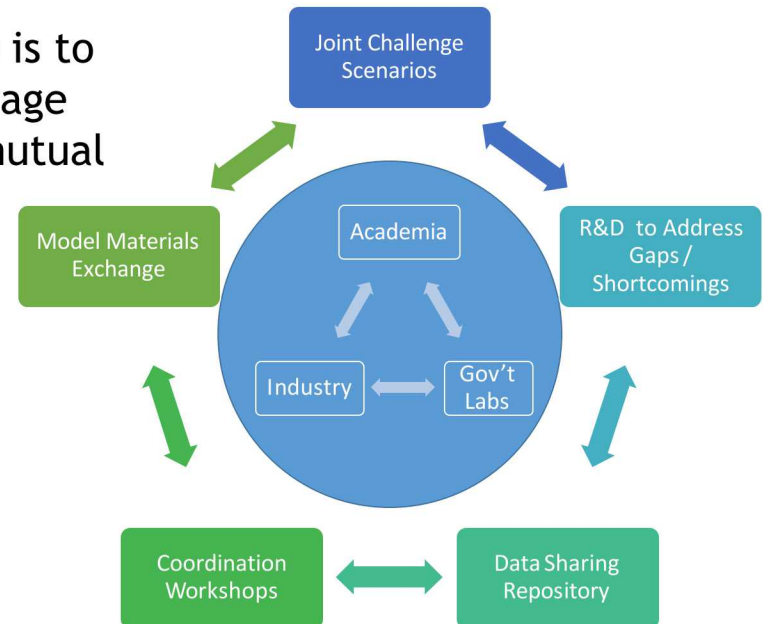 is to
age
mutual
Joint Challenge
Scenarios
Model Materials
Exchange
Academia
R&D to Address
Gaps /
Shortcomings
Industry
Gov't
Labs
Coordination
Workshops
Data Sharing
Repository